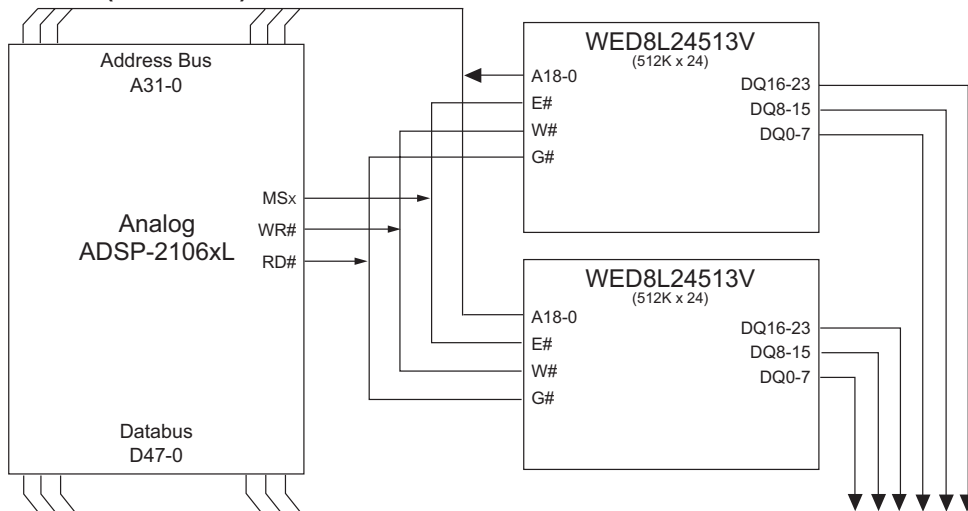 Address Bus
A31-0
Analog
ADSP-2106xL
MSx
WR#
RD#
Databus
D47-0
WED8L24513V
(512K x 24)
A18-0
E#
W#
G#
DQ16-23
DQ8-15
DQ0-7
WED8L24513V
(512K x 24)
A18-0
E#
W#
G#
DQ16-23
DQ8-15
DQ0-7